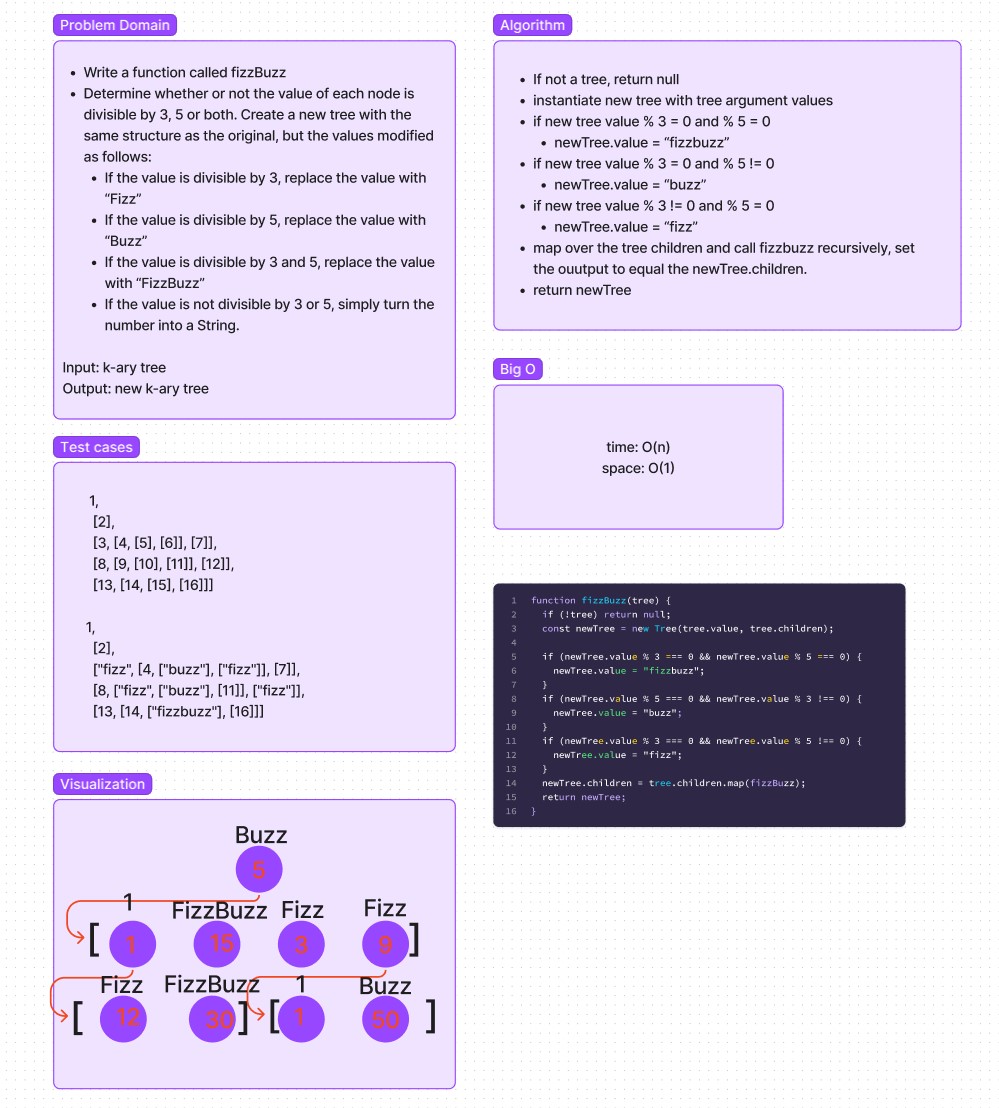 Problem Domain
• Write a function called fizzBuzz
• Determine whether or not the value of each node is
divisible by 3, 5 or both. Create a new tree with the
same structure as the original, but the values modified
as follows:
• If the value is divisible by 3, replace the value with
“Fizz”
• If the value is divisible by 5, replace the value with
“Buzz”
• If the value is divisible by 3 and 5, replace the value
with “FizzBuzz”
• If the value is not divisible by 3 or 5, simply turn the
number into a String.
Input: k-ary tree
Output: new k-ary tree
Test cases
1,
[2],
[3, [4, [5], [6]], [7]],
[8, [9, [10], [11]], [12]],
[13, [14, [15], [16]]]
1,
[2],
["fizz", [4, ["buzz"], ["fizz"]], [7]],
[8, ["fizz", ["buzz"], [11]], ["fizz"]],
[13, [14, ["fizzbuzz"], [16]]]
Visualization
Buzz
5
1 FizzBuzz Fizz Fizz
[ 1 15 3 9 ]
Fizz FizzBuzz 1 Buzz
[ 12 30 ] [ 1 50 ]
Algorithm
• If not a tree, return null
• instantiate new tree with tree argument values
• if new tree value % 3 = 0 and % 5 = 0
• newTree.value = “fizzbuzz”
• if new tree value % 3 = 0 and % 5 != 0
• newTree.value = “buzz”
• if new tree value % 3 != 0 and % 5 = 0
• newTree.value = “fizz”
• map over the tree children and call fizzbuzz recursively, set
the ouutput to equal the newTree.children.
• return newTree
Big O
time: O(n)
space: O(1)
1 function fizzBuzz(tree) {
2 if (!tree) return null;
3 const newTree = new Tree(tree.value, tree.children);
4
5 if (newTree.value % 3 === 0 && newTree.value % 5 === 0) {
6 newTree.value = "fizzbuzz";
7 }
8 if (newTree.value % 5 === 0 && newTree.value % 3 !== 0) {
9 newTree.value = "buzz";
10 }
11 if (newTree.value % 3 === 0 && newTree.value % 5 !== 0) {
12 newTree.value = "fizz";
13 }
14 newTree.children = tree.children.map(fizzBuzz);
15 return newTree;
16 }